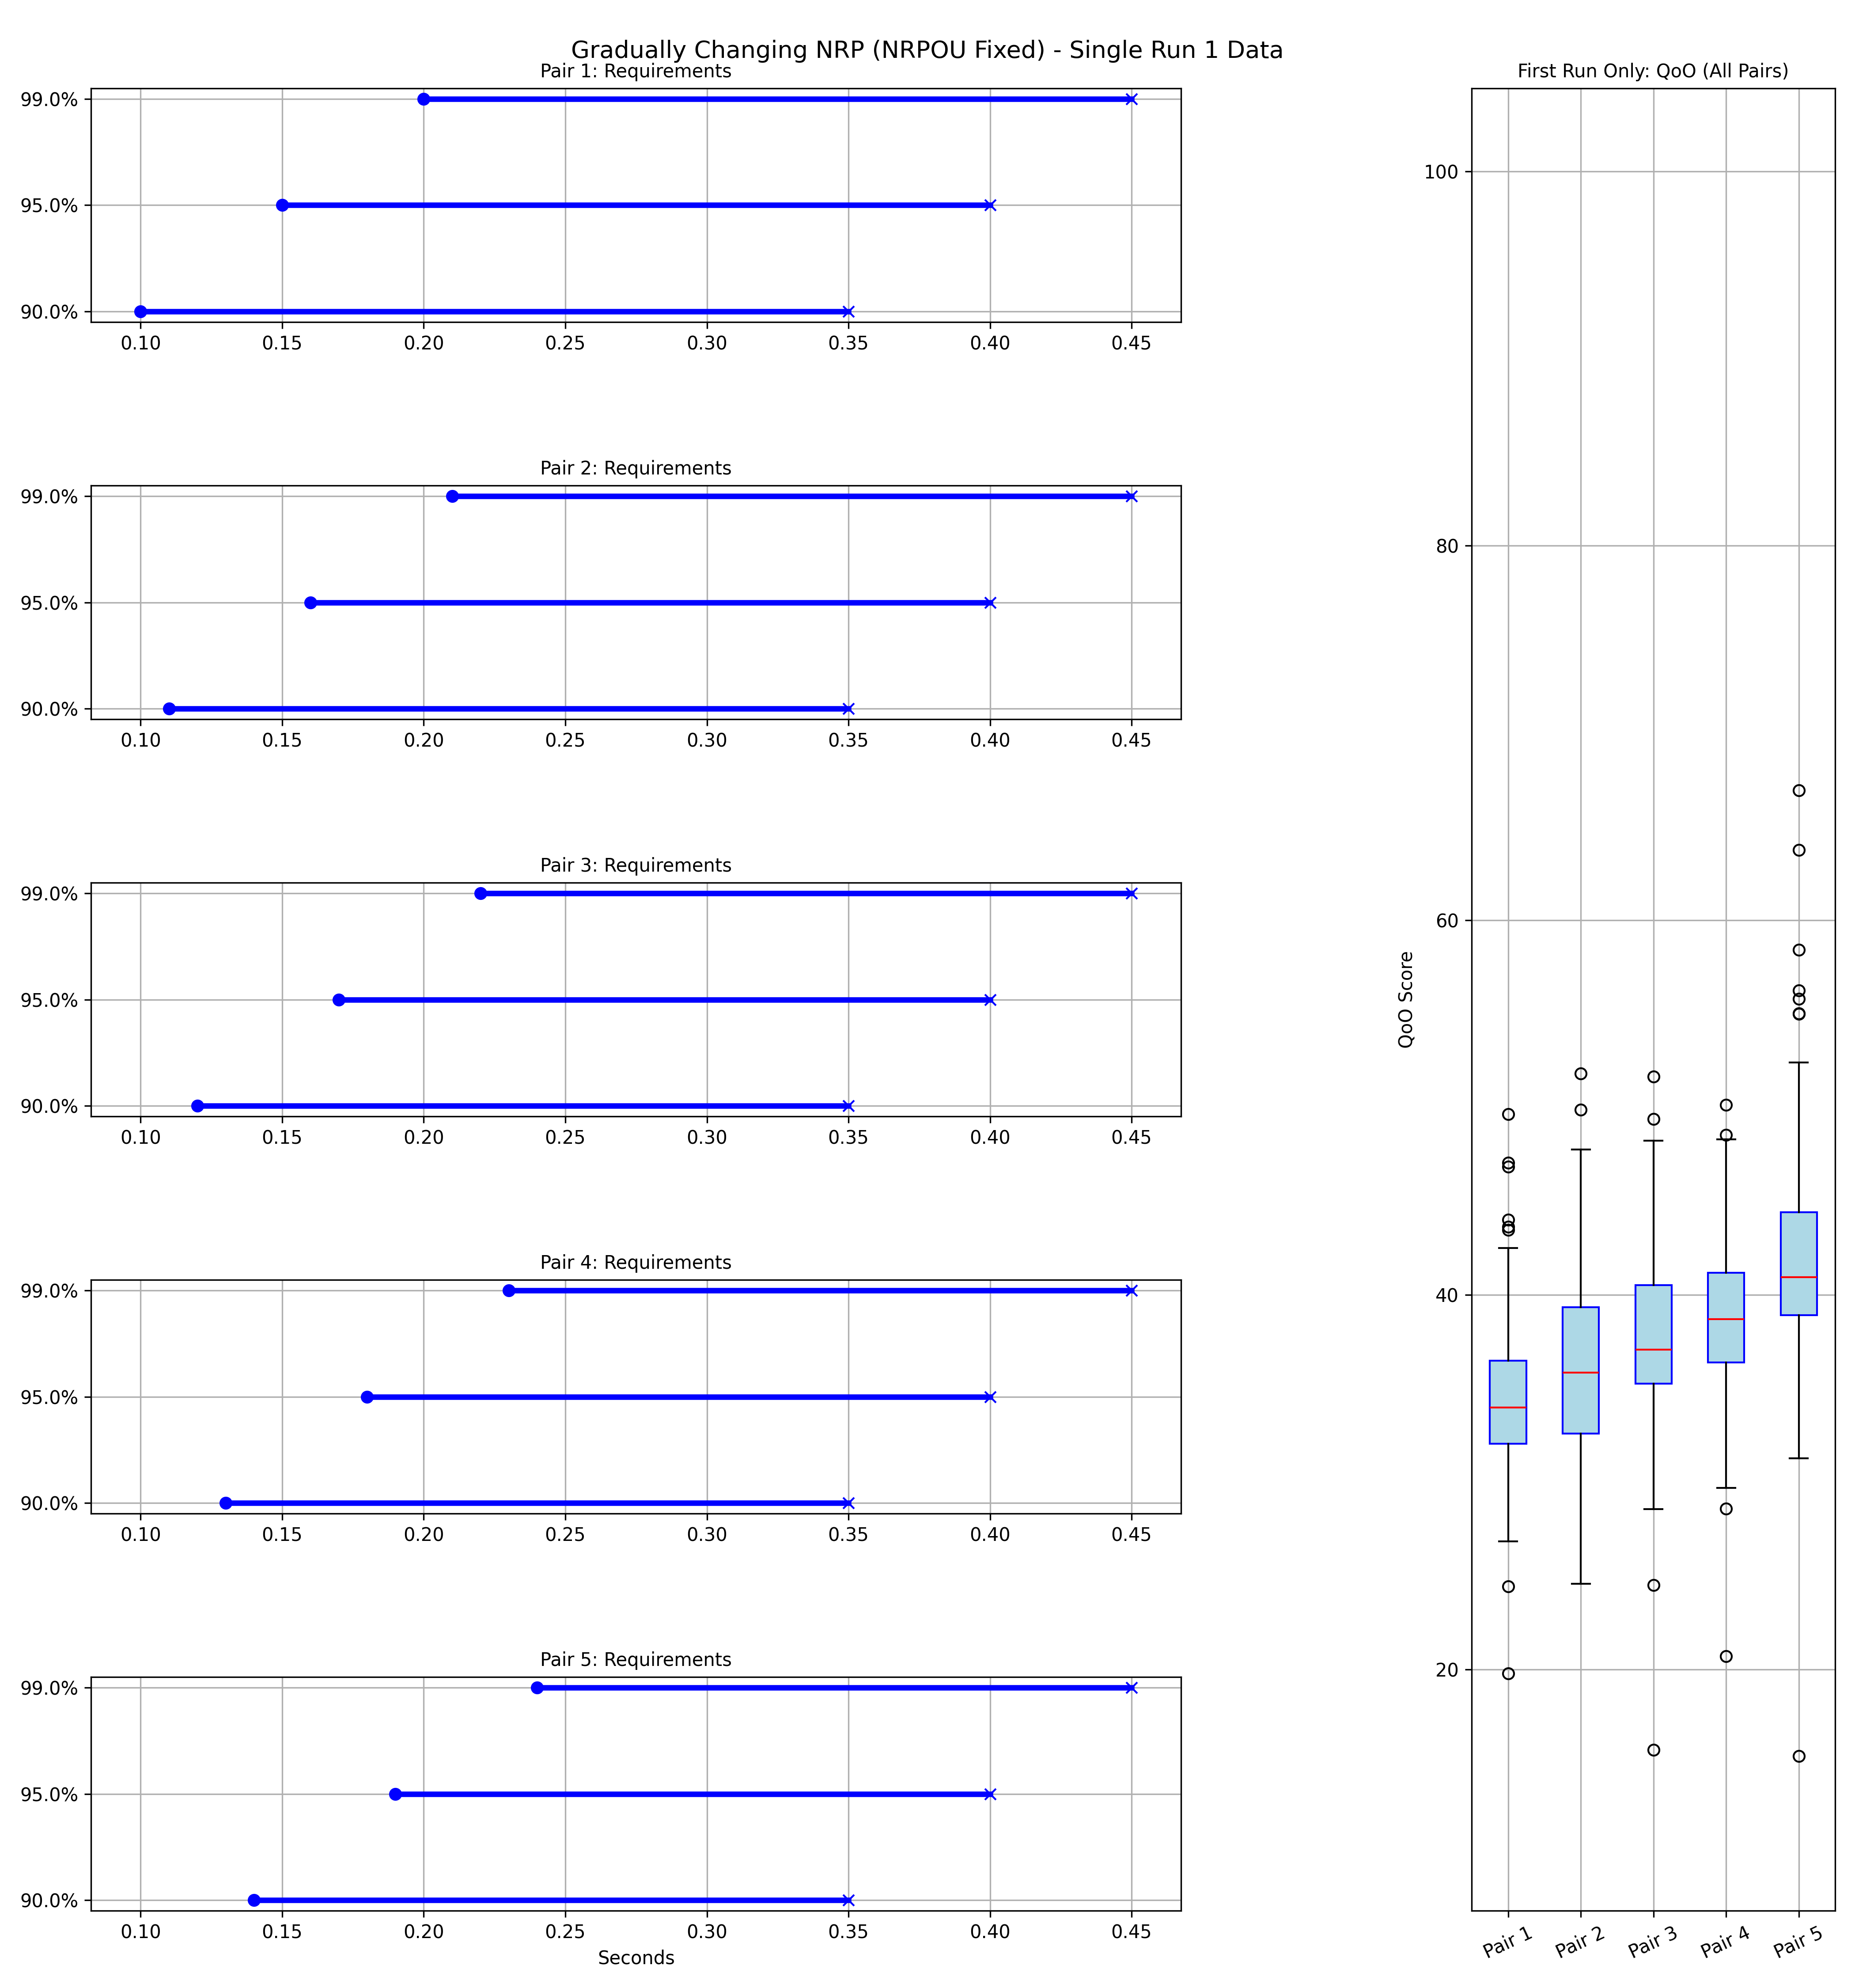 Gradually Changing NRP (NRPOU Fixed) - Single Run 1 Data
Pair 1: Requirements
99.0%
95.0%
90.0%
0.10 0.15 0.20 0.25 0.30 0.35 0.40 0.45
Pair 2: Requirements
99.0%
95.0%
90.0%
0.10 0.15 0.20 0.25 0.30 0.35 0.40 0.45
Pair 3: Requirements
99.0%
95.0%
90.0%
0.10 0.15 0.20 0.25 0.30 0.35 0.40 0.45
Pair 4: Requirements
99.0%
95.0%
90.0%
0.10 0.15 0.20 0.25 0.30 0.35 0.40 0.45
Pair 5: Requirements
99.0%
95.0%
90.0%
0.10 0.15 0.20 0.25 0.30 0.35 0.40 0.45
Seconds
First Run Only: QoO (All Pairs)
QoO Score
100
80
60
40
20
Pair 1 Pair 2 Pair 3 Pair 4 Pair 5